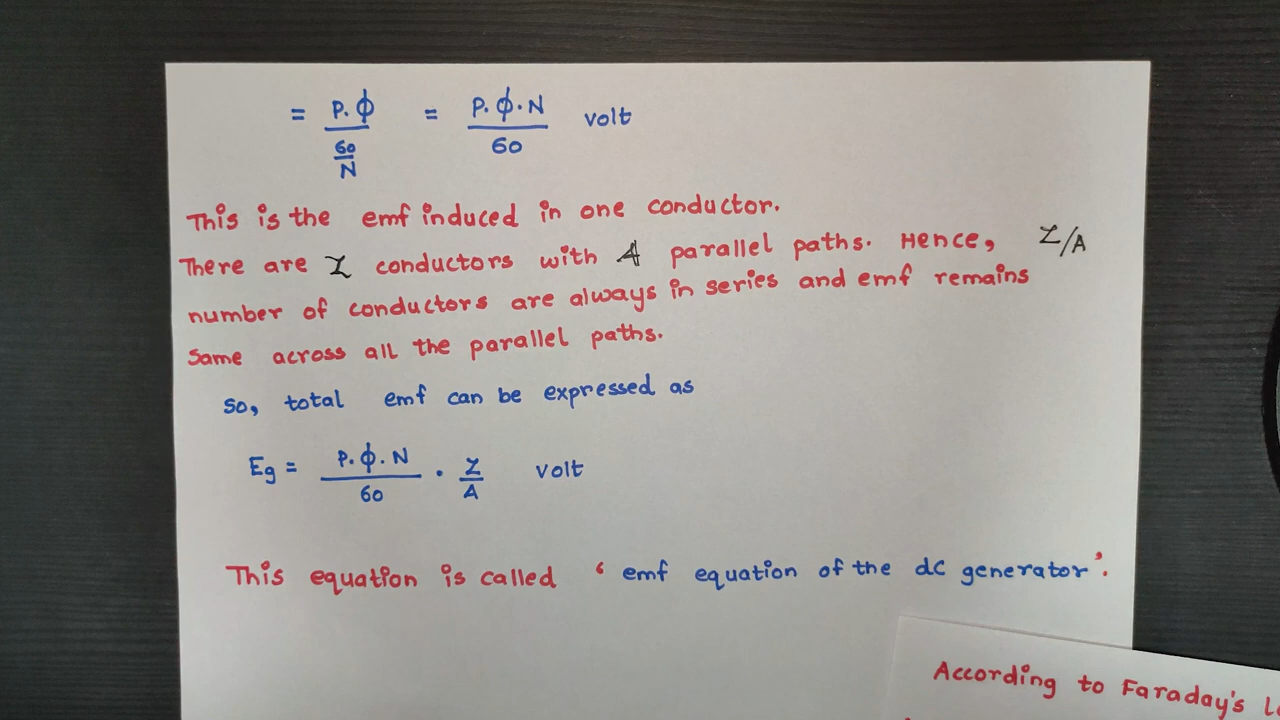 = P.ϕ / 60/N = P.ϕ.N / 60 volt
This is the emf induced in one conductor.
There are Z conductors with A parallel paths. Hence, Z/A
number of conductors are always in series and emf remains
Same across all the parallel paths.
So, total emf can be expressed as
Eg = P.ϕ.N / 60 . Z / A volt
This equation is called ‘emf equation of the dc generator’.
According to Faraday's